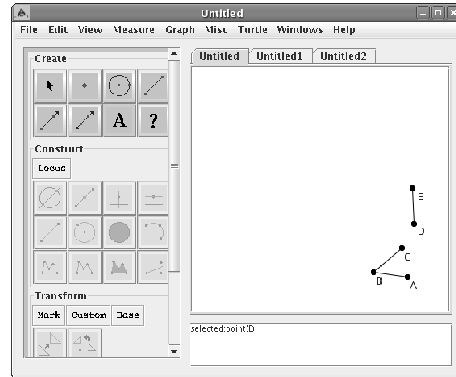 Untitled
File Edit View Measure Graph Misc Turtle Windows Help
Create
Untitled Untitled1 Untitled2
A ?
Construct
Locus
E
D
C
B
A
Transform
Mark Custom Base
selected:point(D